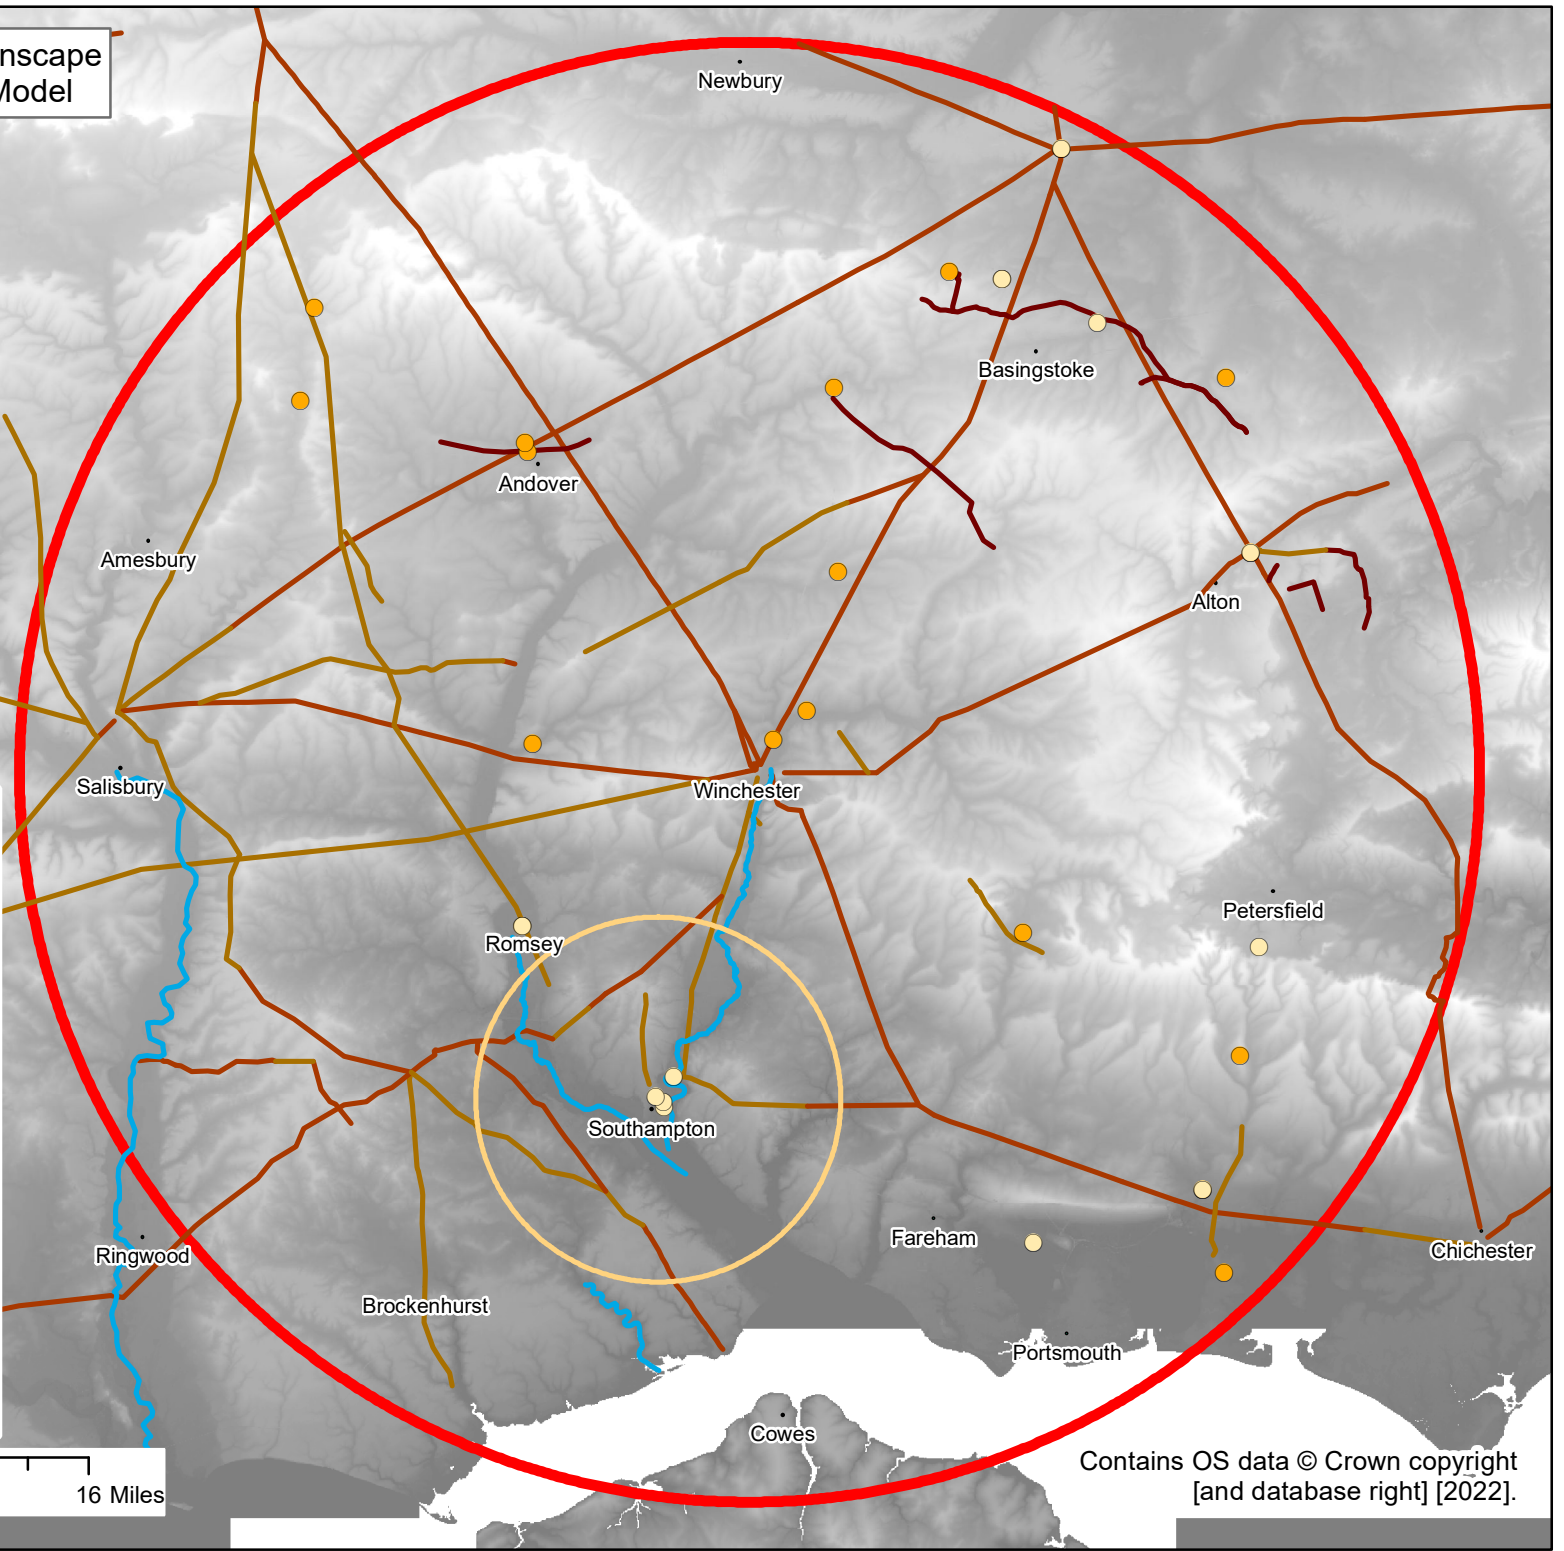 nscape
Model
Newbury
Basingstoke
Andover
Amesbury
Alton
Salisbury
Winchester
Petersfield
Romsey
Southampton
Fareham
Chichester
Ringwood
Brockenhurst
Portsmouth
Cowes
16 Miles
Contains OS data © Crown copyright
[and database right] [2022].